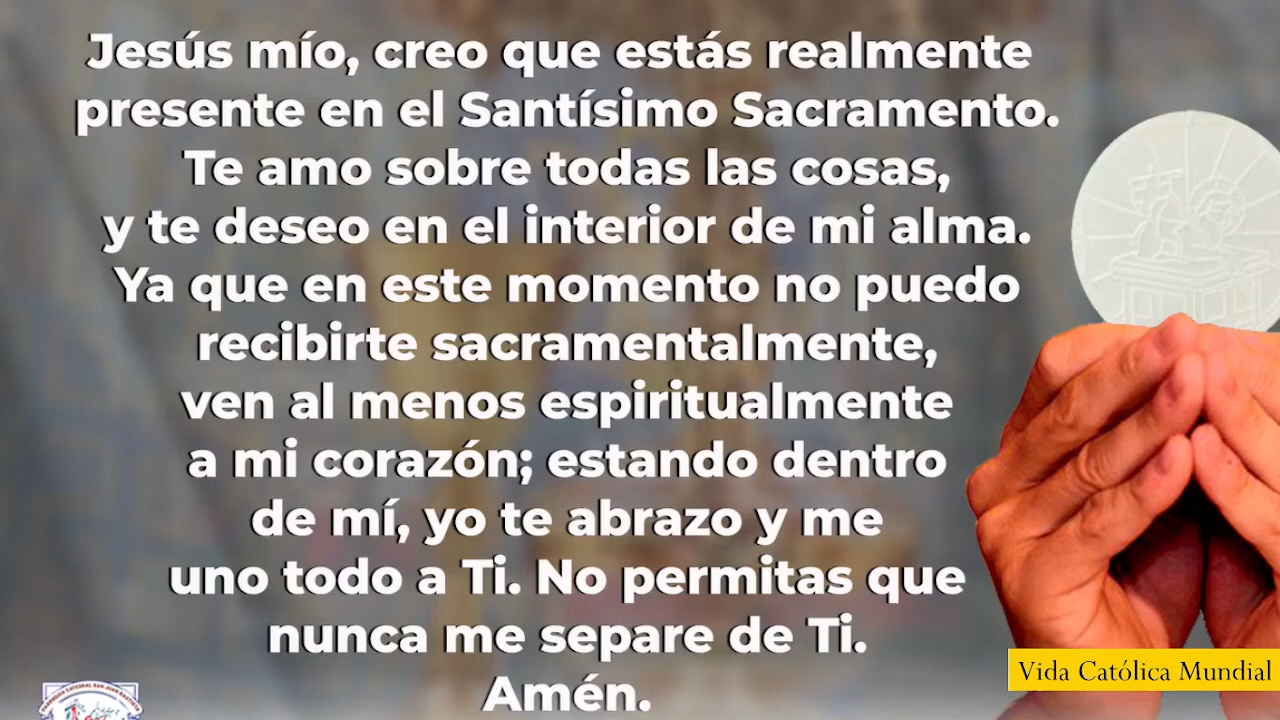 Jesús mío, creo que estás realmente
presente en el Santísimo Sacramento.
Te amo sobre todas las cosas,
y te deseo en el interior de mi alma.
Ya que en este momento no puedo
recibirte sacramentalmente,
ven al menos espiritualmente
a mi corazón; estando dentro
de mí, yo te abrazo y me
uno todo a Ti. No permitas que
nunca me separe de Ti.
Amén.
Vida Católica Mundial